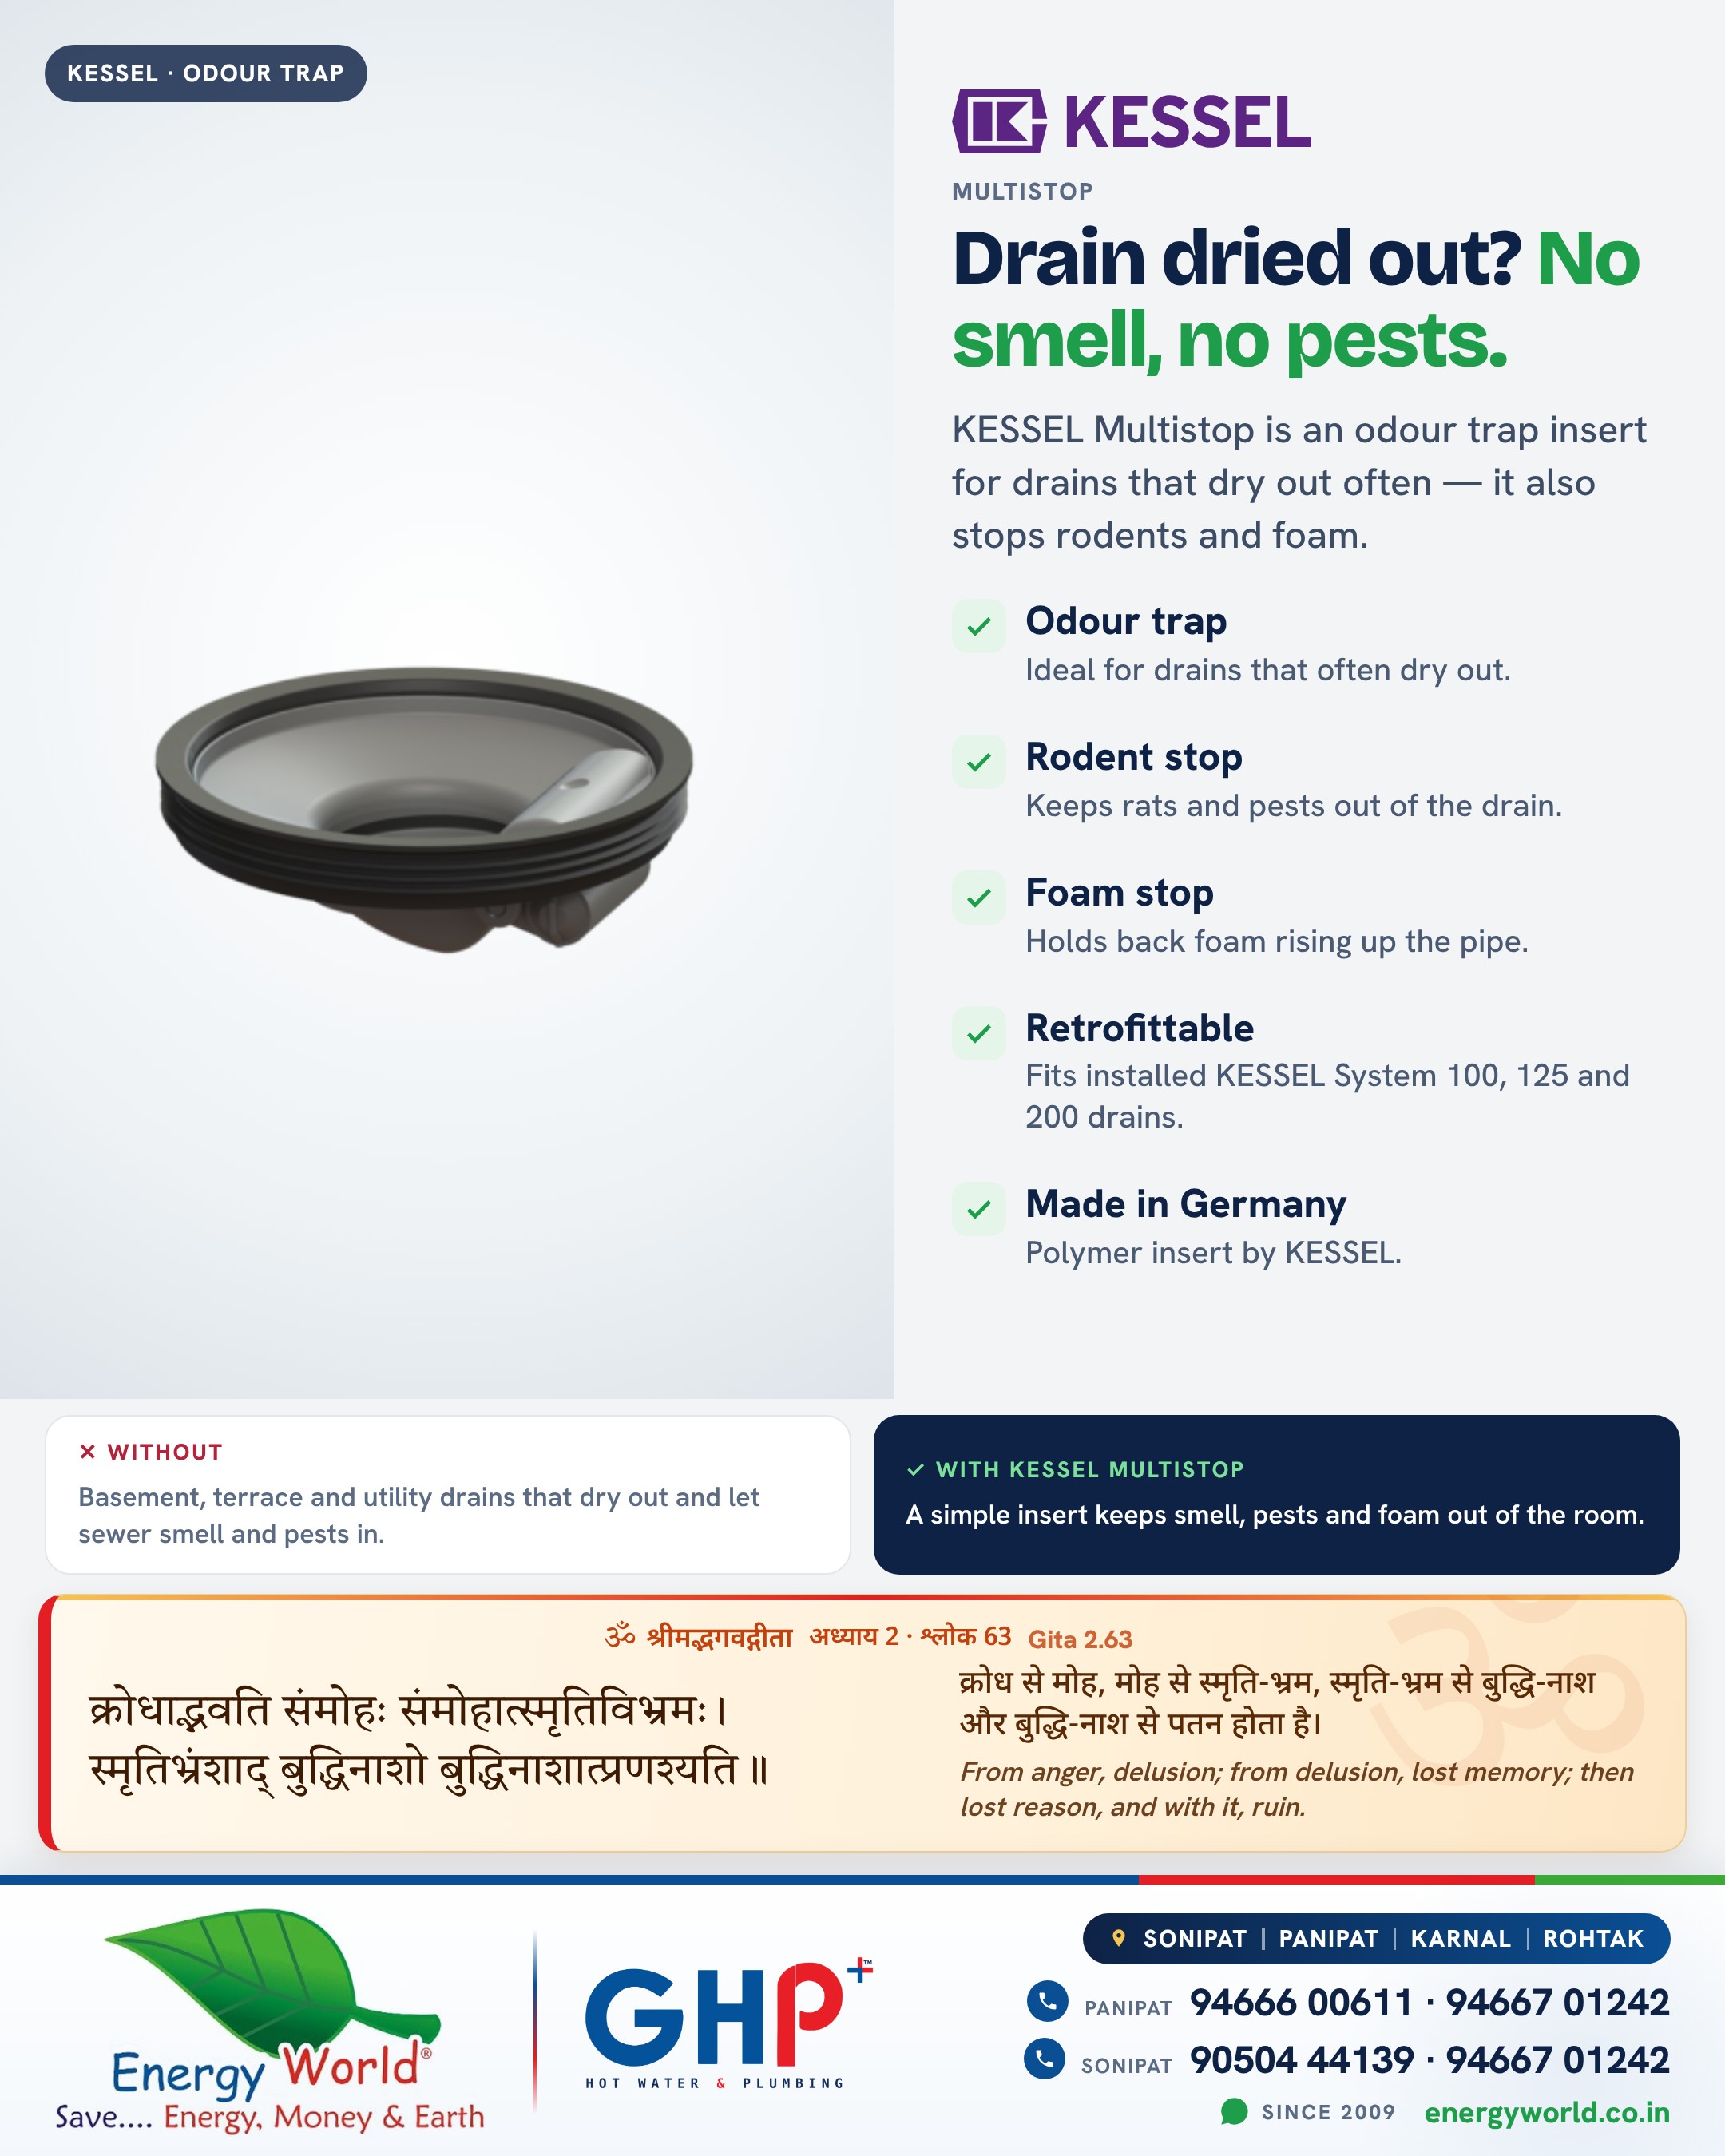 KESSEL · ODOUR TRAP
KESSEL
MULTISTOP
Drain dried out? No
smell, no pests.
KESSEL Multistop is an odour trap insert
for drains that dry out often — it also
stops rodents and foam.
Odour trap
Ideal for drains that often dry out.
Rodent stop
Keeps rats and pests out of the drain.
Foam stop
Holds back foam rising up the pipe.
Retrofittable
Fits installed KESSEL System 100, 125 and
200 drains.
Made in Germany
Polymer insert by KESSEL.
✕ WITHOUT
Basement, terrace and utility drains that dry out and let
sewer smell and pests in.
✓ WITH KESSEL MULTISTOP
A simple insert keeps smell, pests and foam out of the room.
ॐ श्रीमद्भगवद्गीता अध्याय 2 · श्लोक 63 Gita 2.63
क्रोधाद्भवति संमोहः संमोहात्स्मृतिविभ्रमः।
स्मृतिभ्रंशाद् बुद्धिनाशो बुद्धिनाशात्प्रणश्यति॥
क्रोध से मोह, मोह से स्मृति-भ्रम, स्मृति-भ्रम से बुद्धि-नाश
और बुद्धि-नाश से पतन होता है।
From anger, delusion; from delusion, lost memory; then
lost reason, and with it, ruin.
Energy World®
Save.... Energy, Money & Earth
GHP+™
HOT WATER & PLUMBING
SONIPAT | PANIPAT | KARNAL | ROHTAK
PANIPAT 94666 00611 · 94667 01242
SONIPAT 90504 44139 · 94667 01242
SINCE 2009 energyworld.co.in